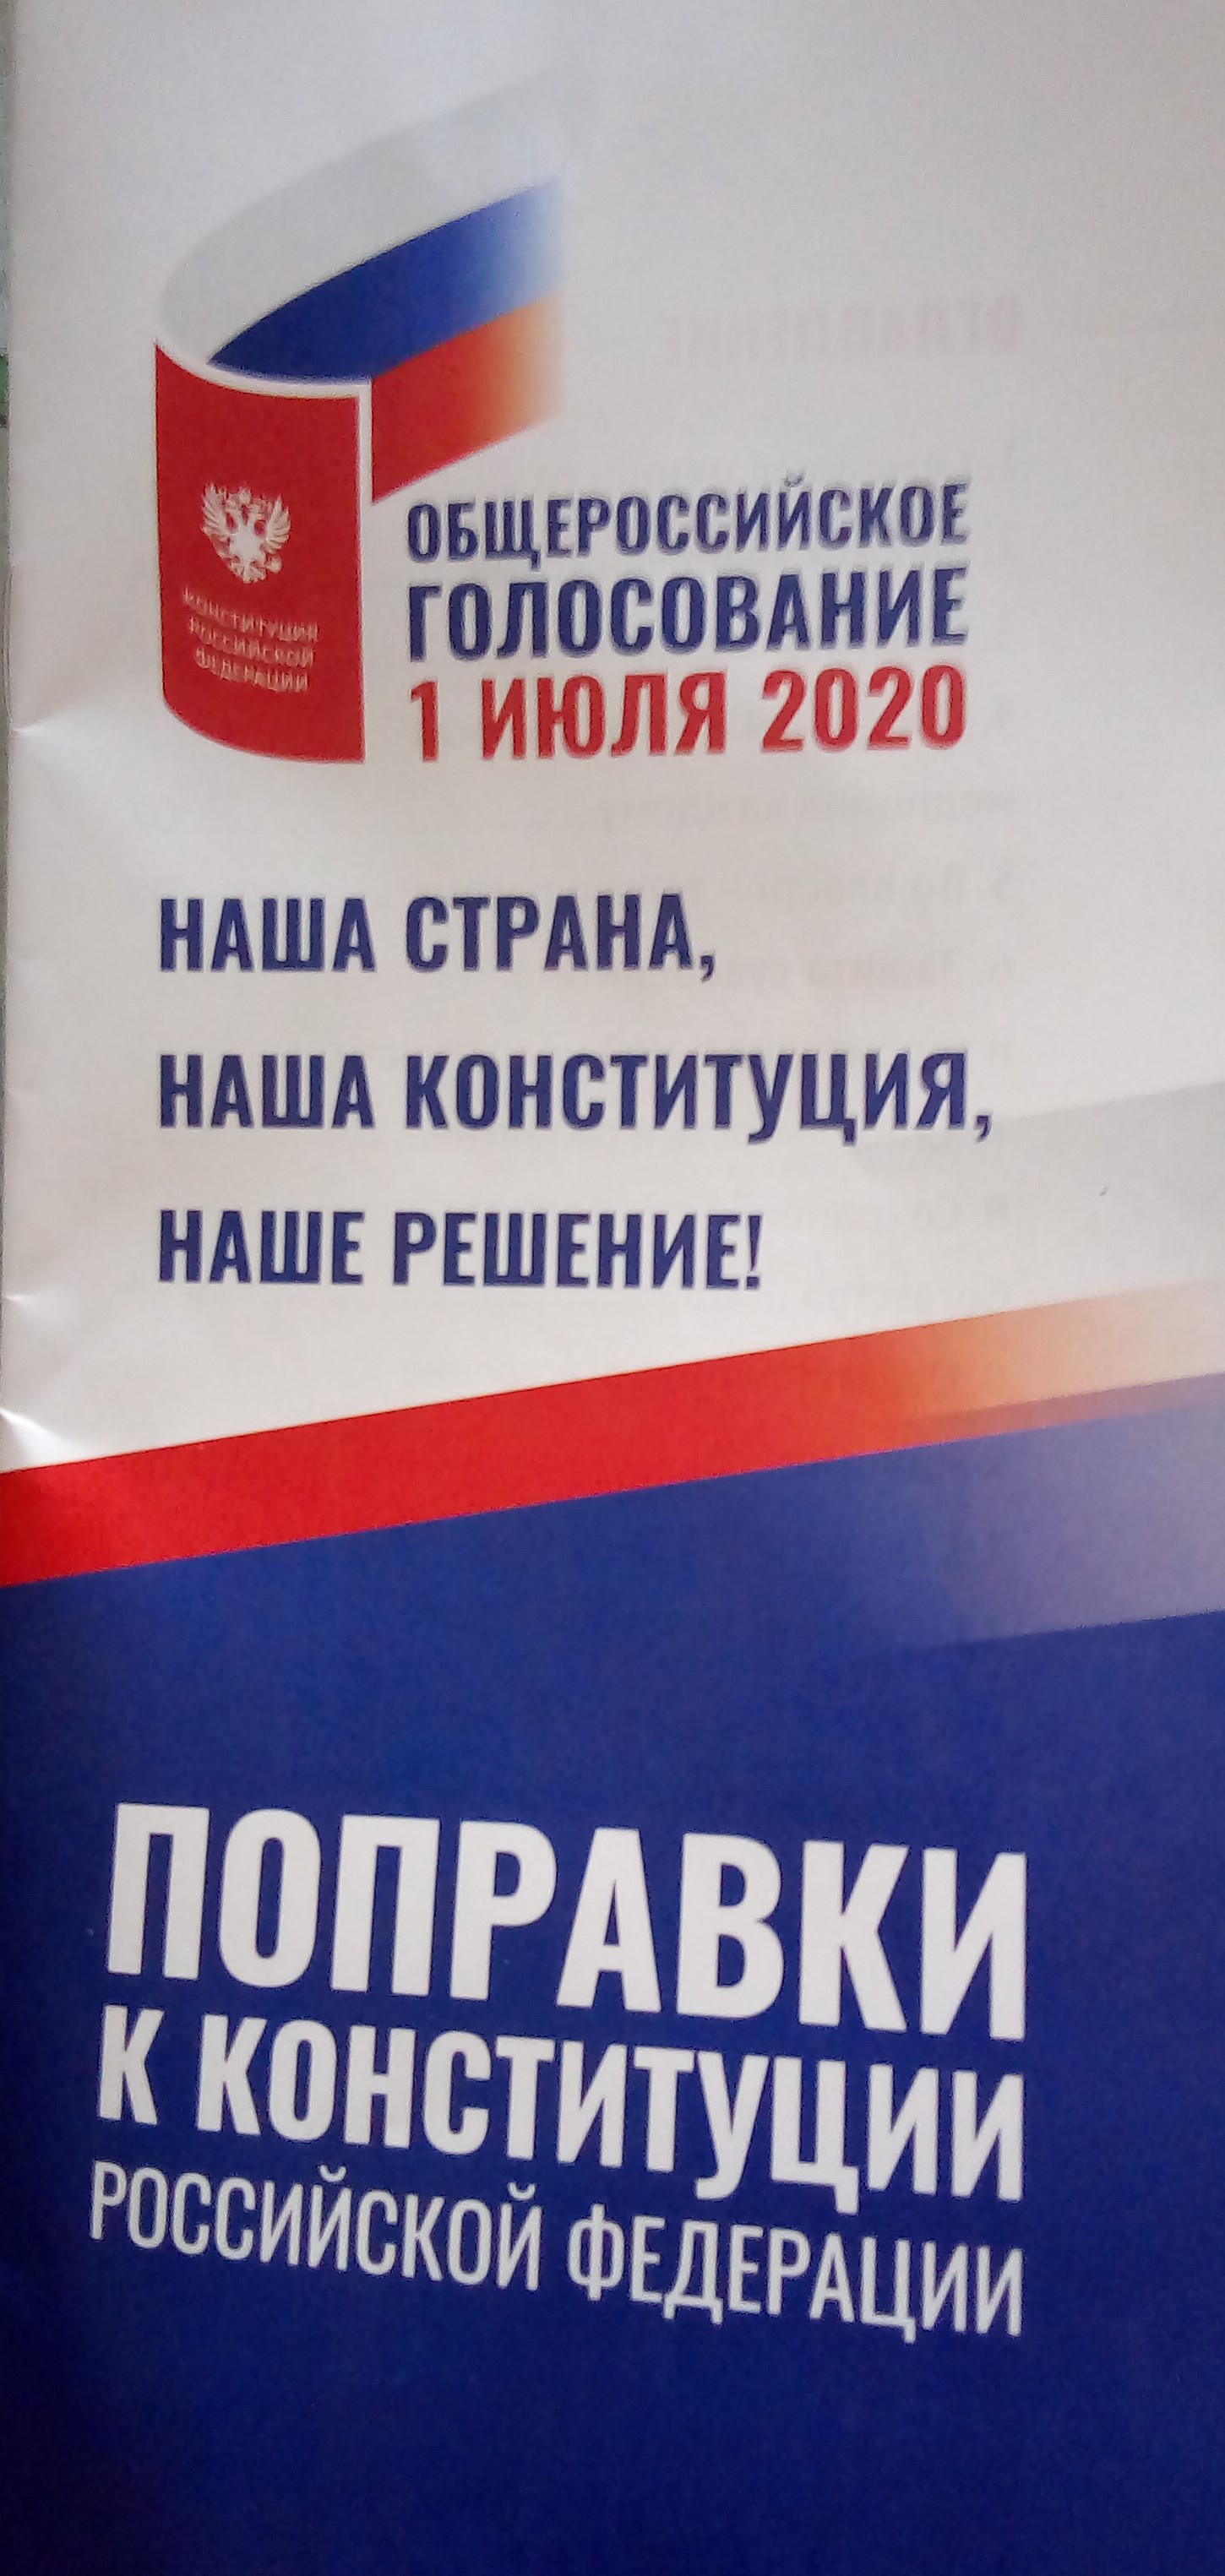 КОНСТИТУЦИЯ
РОССИЙСКОЙ
ФЕДЕРАЦИИ
ОБЩЕРОССИЙСКОЕ
ГОЛОСОВАНИЕ
1 ИЮЛЯ 2020
НАША СТРАНА,
НАША КОНСТИТУЦИЯ,
НАШЕ РЕШЕНИЕ!
ПОПРАВКИ
К КОНСТИТУЦИИ
РОССИЙСКОЙ ФЕДЕРАЦИИ